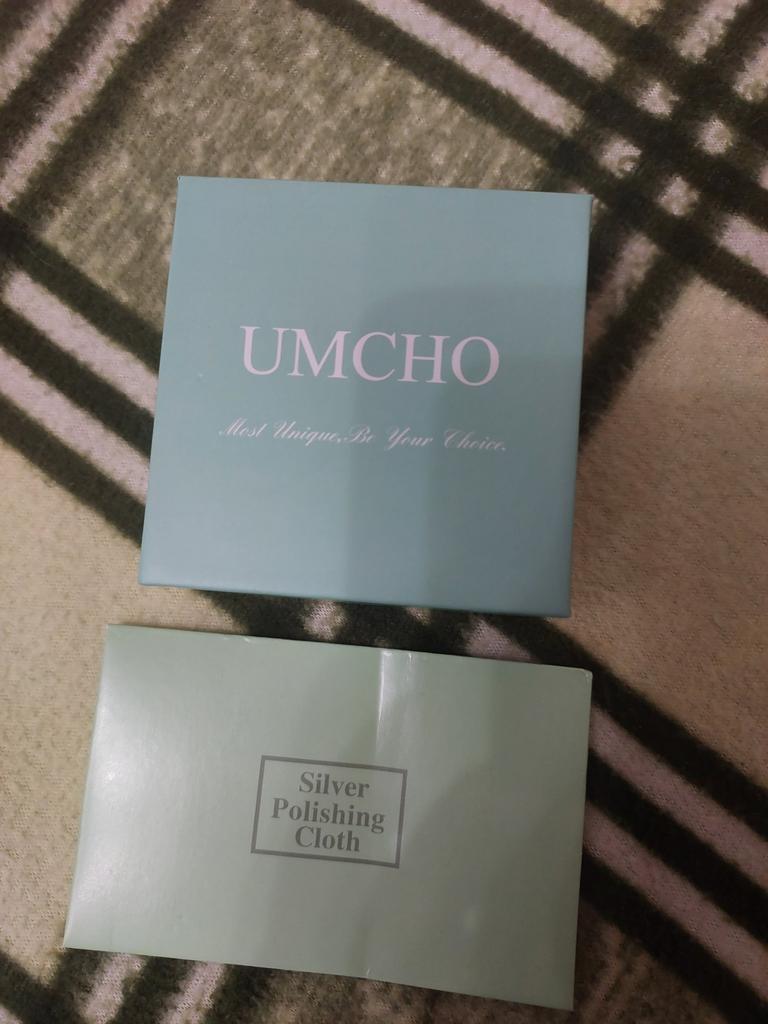 UMCHO
Most Unique,Be Your Choice.
Silver
Polishing
Cloth